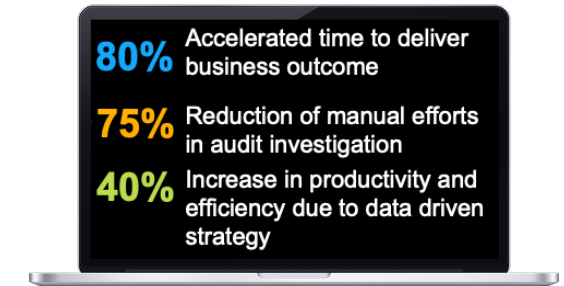 80% Accelerated time to deliver
business outcome
75% Reduction of manual efforts
in audit investigation
40% Increase in productivity and
efficiency due to data driven
strategy